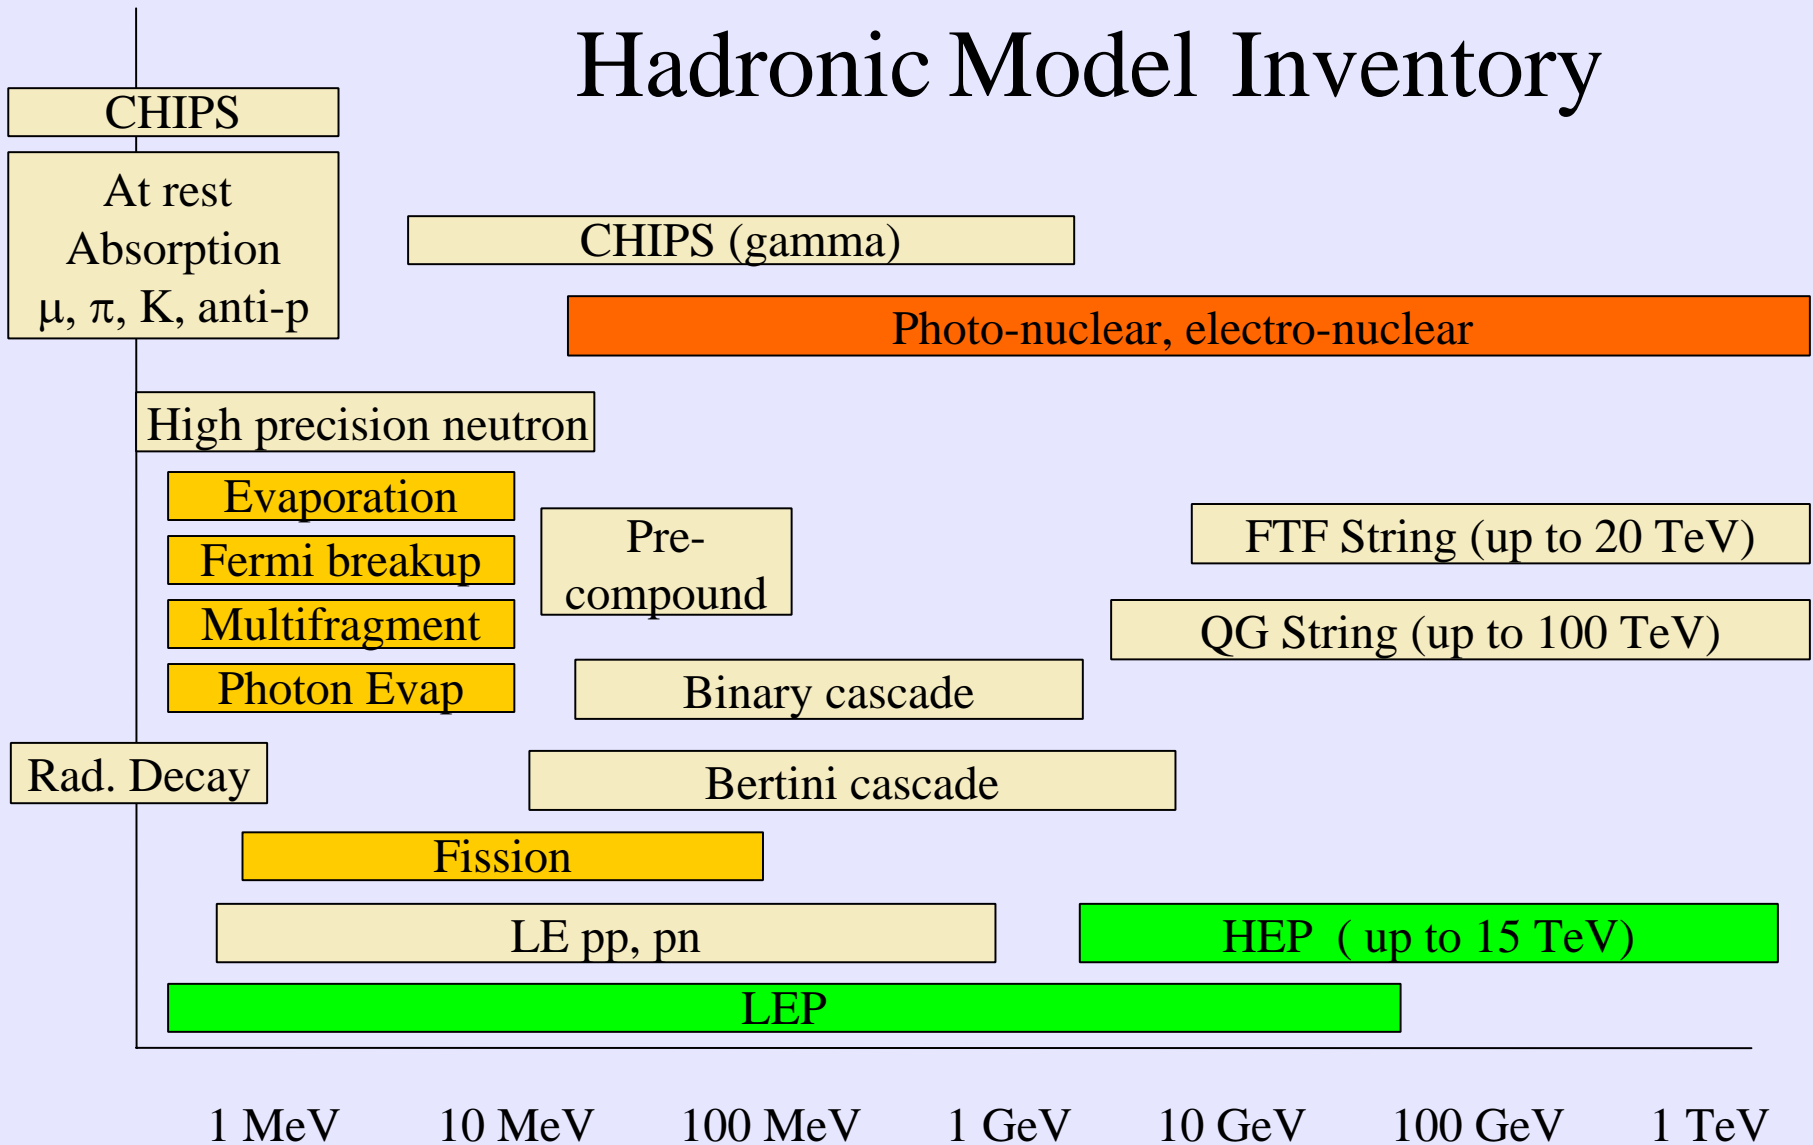 Hadronic Model Inventory
CHIPS
At rest
Absorption
μ, π, K, anti-p
CHIPS (gamma)
Photo-nuclear, electro-nuclear
High precision neutron
Evaporation
Fermi breakup
Multifragment
Photon Evap
Pre-
compound
FTF String (up to 20 TeV)
QG String (up to 100 TeV)
Binary cascade
Rad. Decay
Bertini cascade
Fission
LE pp, pn
HEP ( up to 15 TeV)
LEP
1 MeV 10 MeV 100 MeV 1 GeV 10 GeV 100 GeV 1 TeV